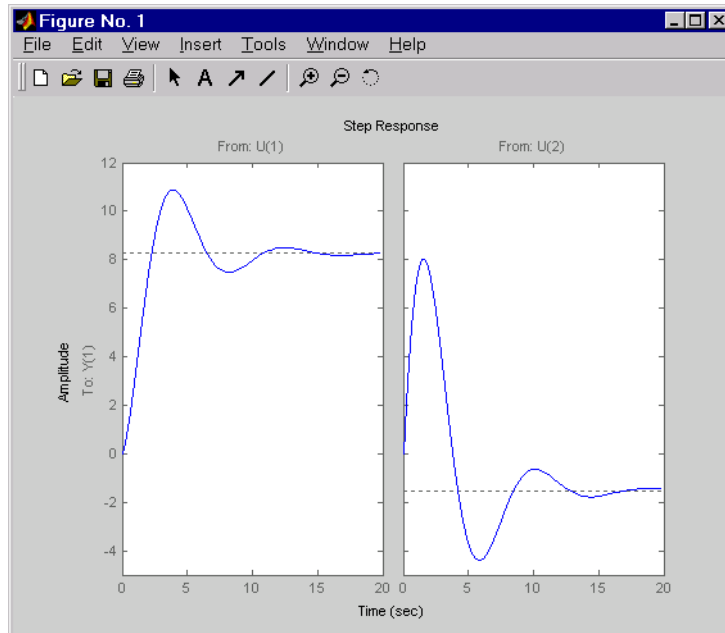 Figure No. 1
File Edit View Insert Tools Window Help
A
Step Response
From: U(1)
From: U(2)
12
10
8
6
4
2
0
-2
-4
Amplitude
To: Y(1)
0 5 10 15 20
0 5 10 15 20
Time (sec)